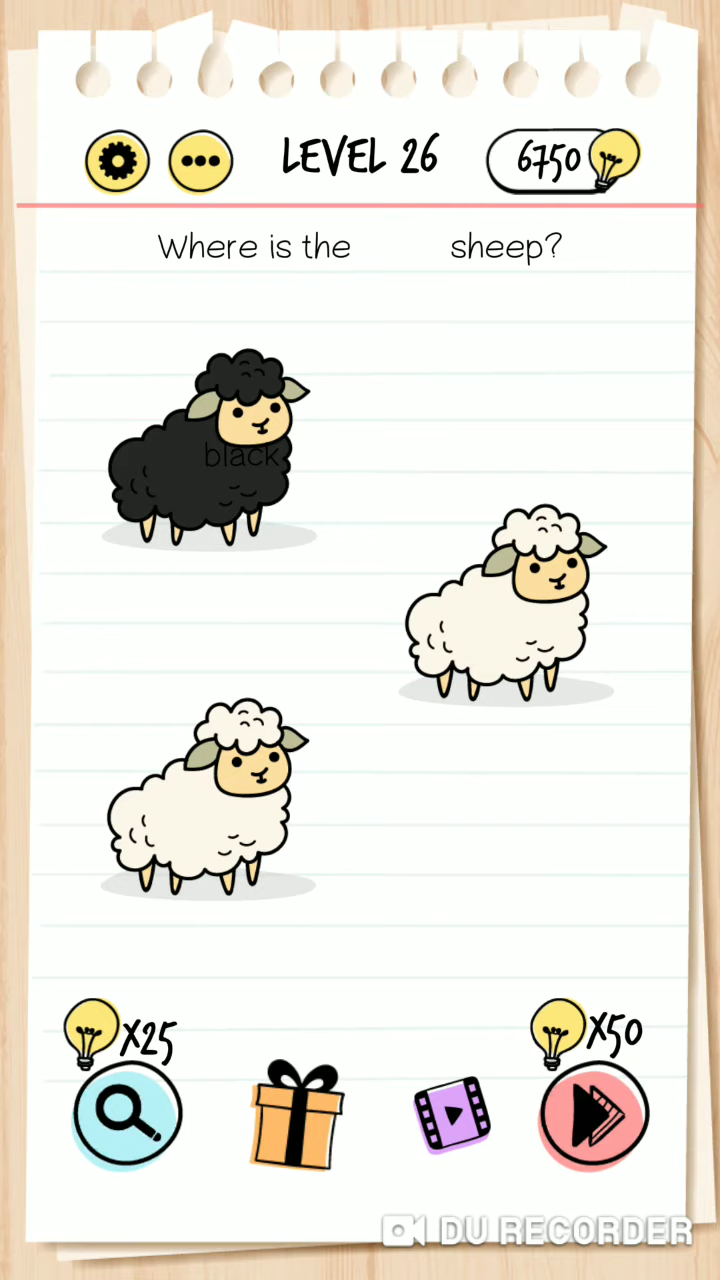 LEVEL 26
6750
Where is the sheep?
black
X25
X50
DU RECORDER